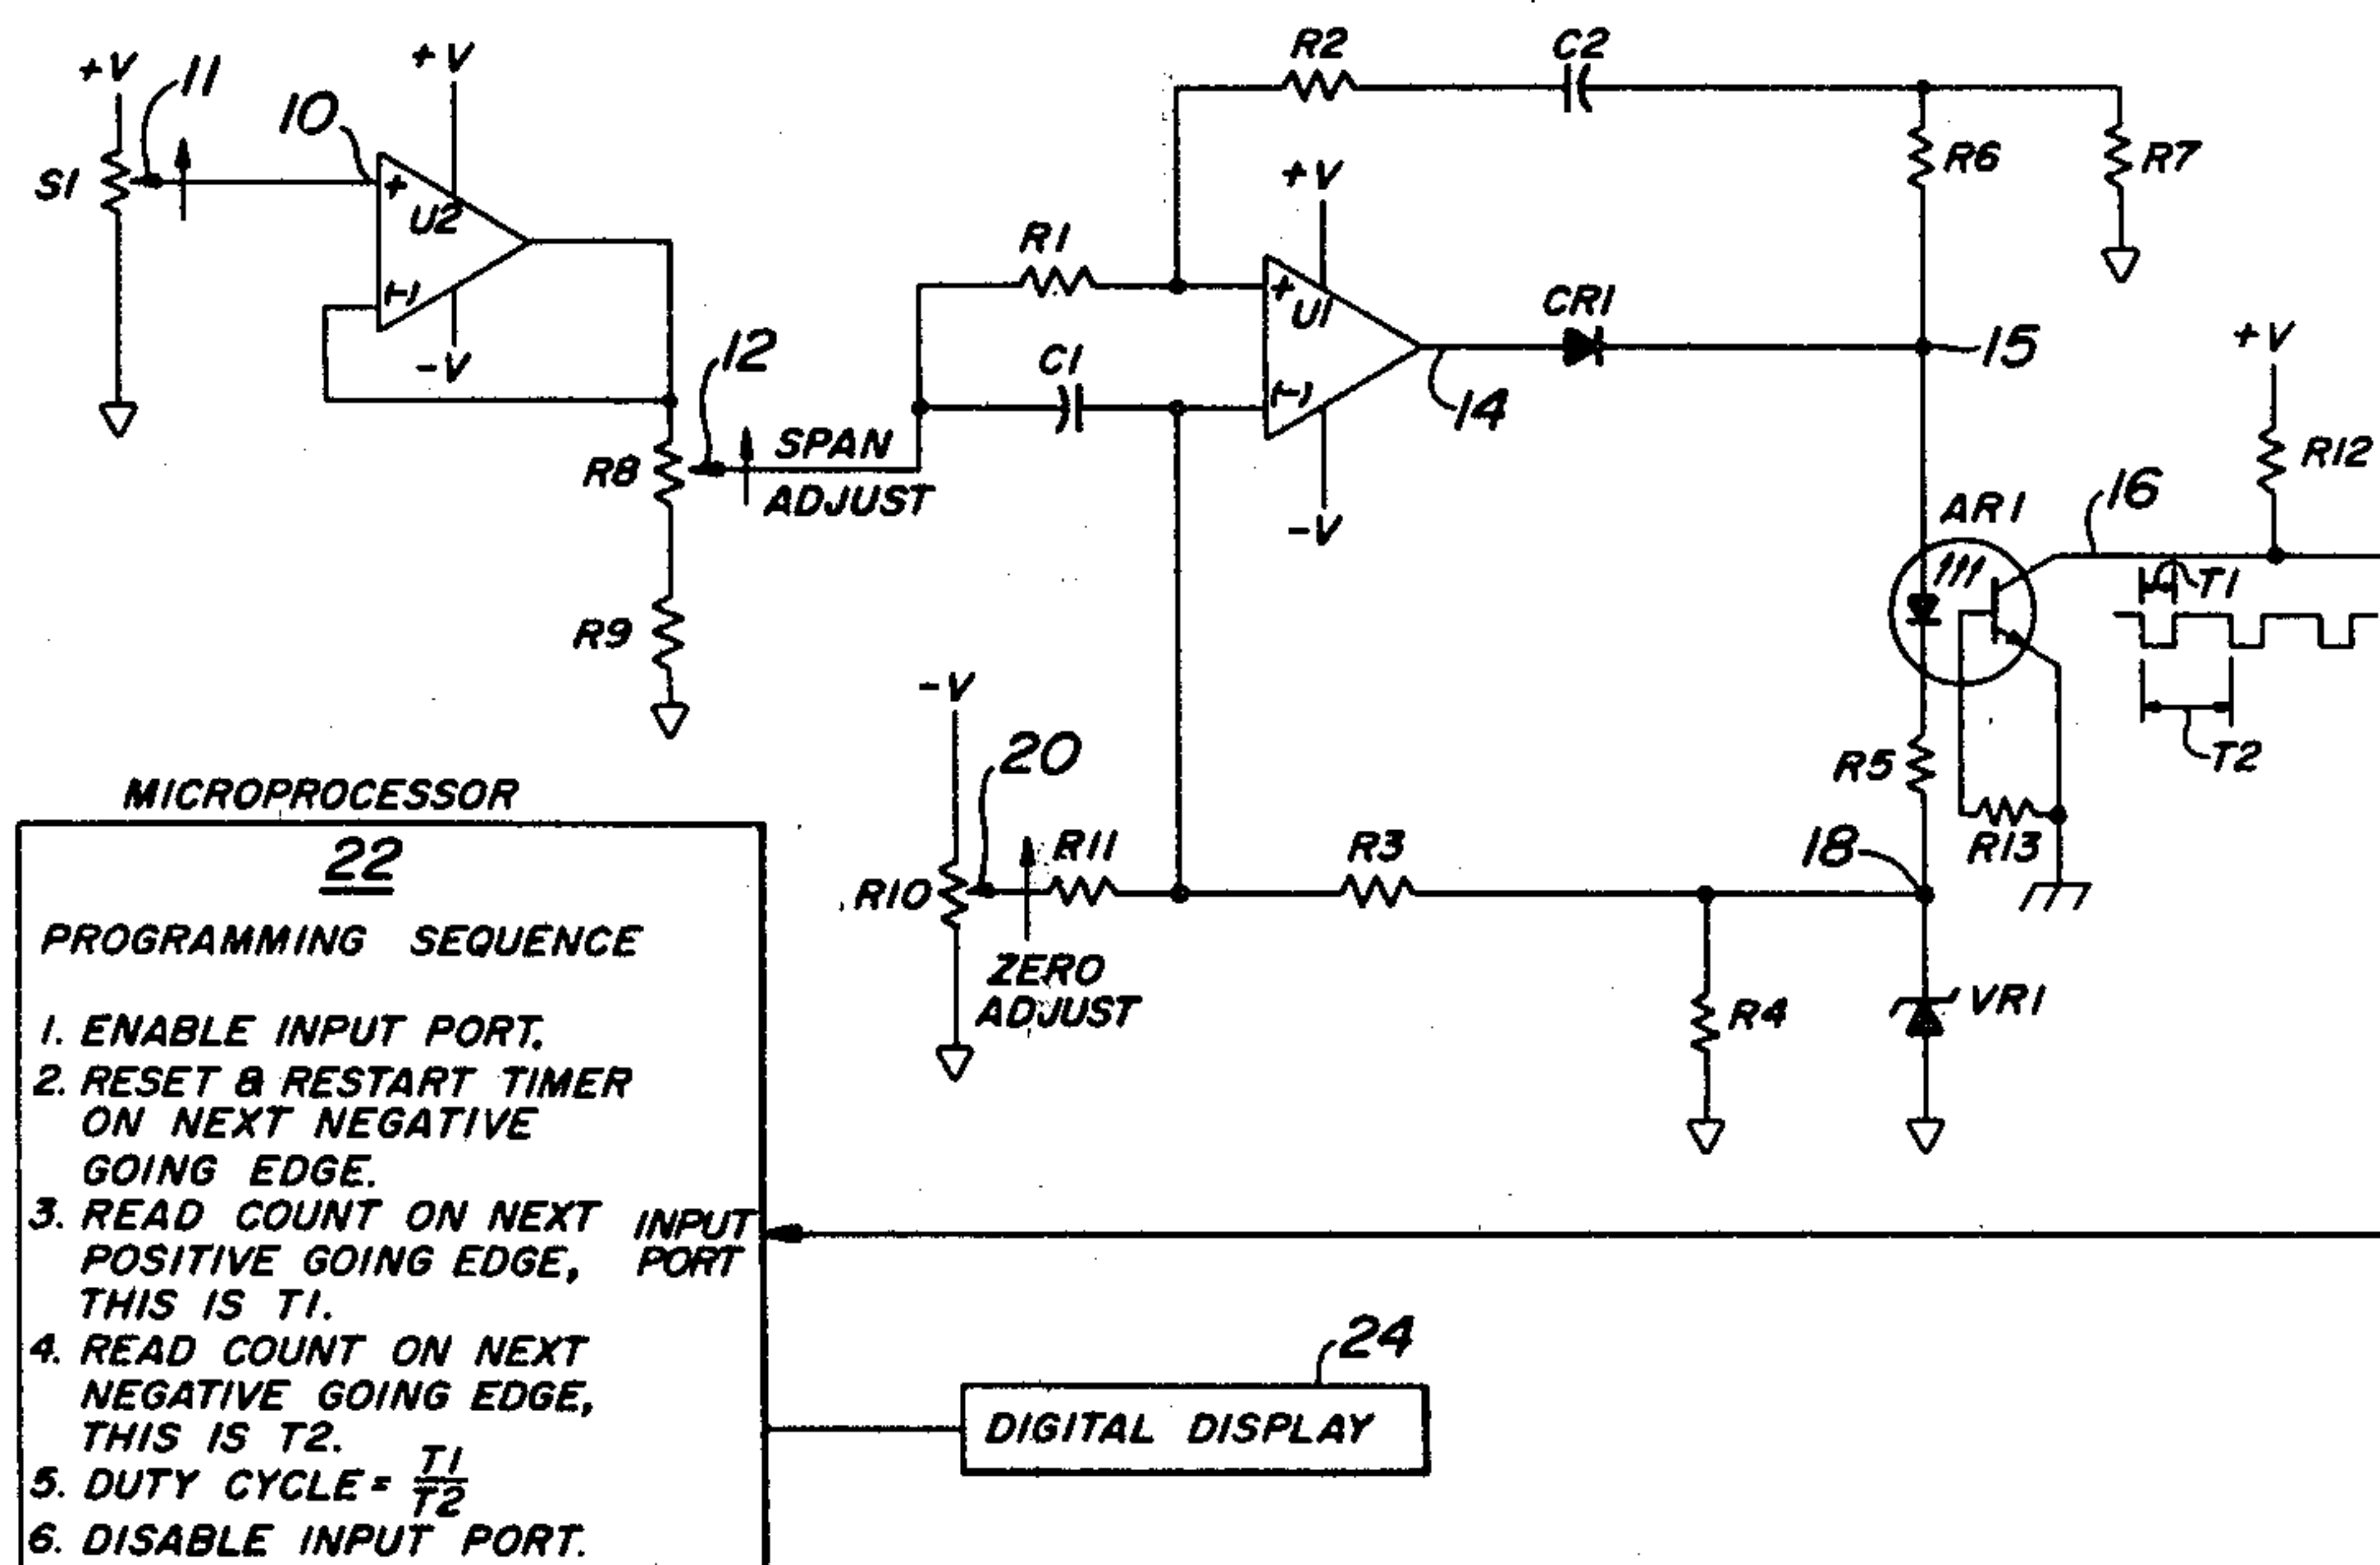 +V
11
+V
10
S1
+
U2
(-)
-V
R2
C2
R6
R7
+V
R1
+
U1
(-)
C1
CR1
14
15
+V
R12
-V
12
SPAN
ADJUST
R8
R9
AR1
16
T1
T2
R5
R13
18
-V
20
R10
R11
R3
ZERO
ADJUST
R4
VR1
MICROPROCESSOR
22
PROGRAMMING SEQUENCE
1. ENABLE INPUT PORT.
2. RESET & RESTART TIMER
ON NEXT NEGATIVE
GOING EDGE.
3. READ COUNT ON NEXT
POSITIVE GOING EDGE,
THIS IS T1.
INPUT
PORT
4. READ COUNT ON NEXT
NEGATIVE GOING EDGE,
THIS IS T2.
5. DUTY CYCLE = T1/T2
6. DISABLE INPUT PORT.
24
DIGITAL DISPLAY